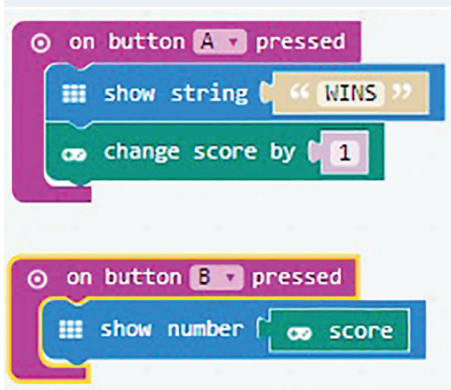 on button A pressed
show string “ WINS ”
change score by 1
on button B pressed
show number score